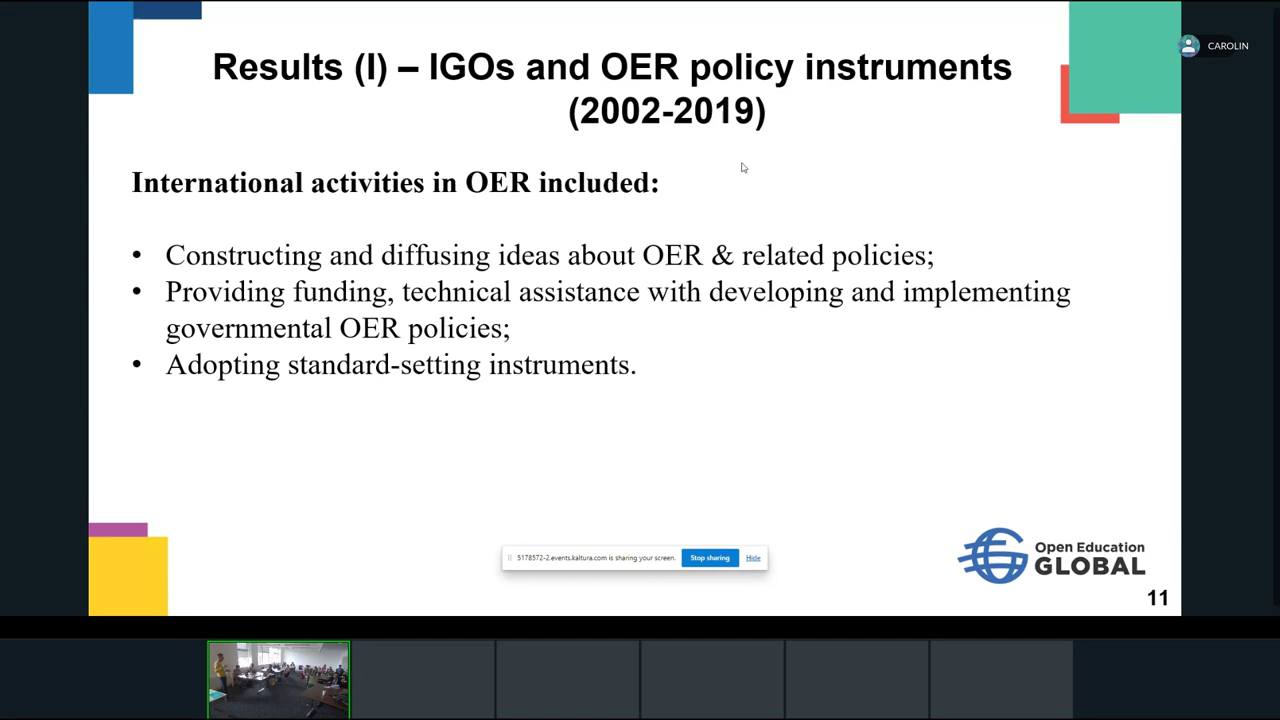 CAROLIN
Results (I) – IGOs and OER policy instruments
(2002-2019)
International activities in OER included:
• Constructing and diffusing ideas about OER & related policies;
• Providing funding, technical assistance with developing and implementing
governmental OER policies;
• Adopting standard-setting instruments.
5178572-2.events.kaltura.com is sharing your screen.
Stop sharing
Hide
Open Education
GLOBAL
11